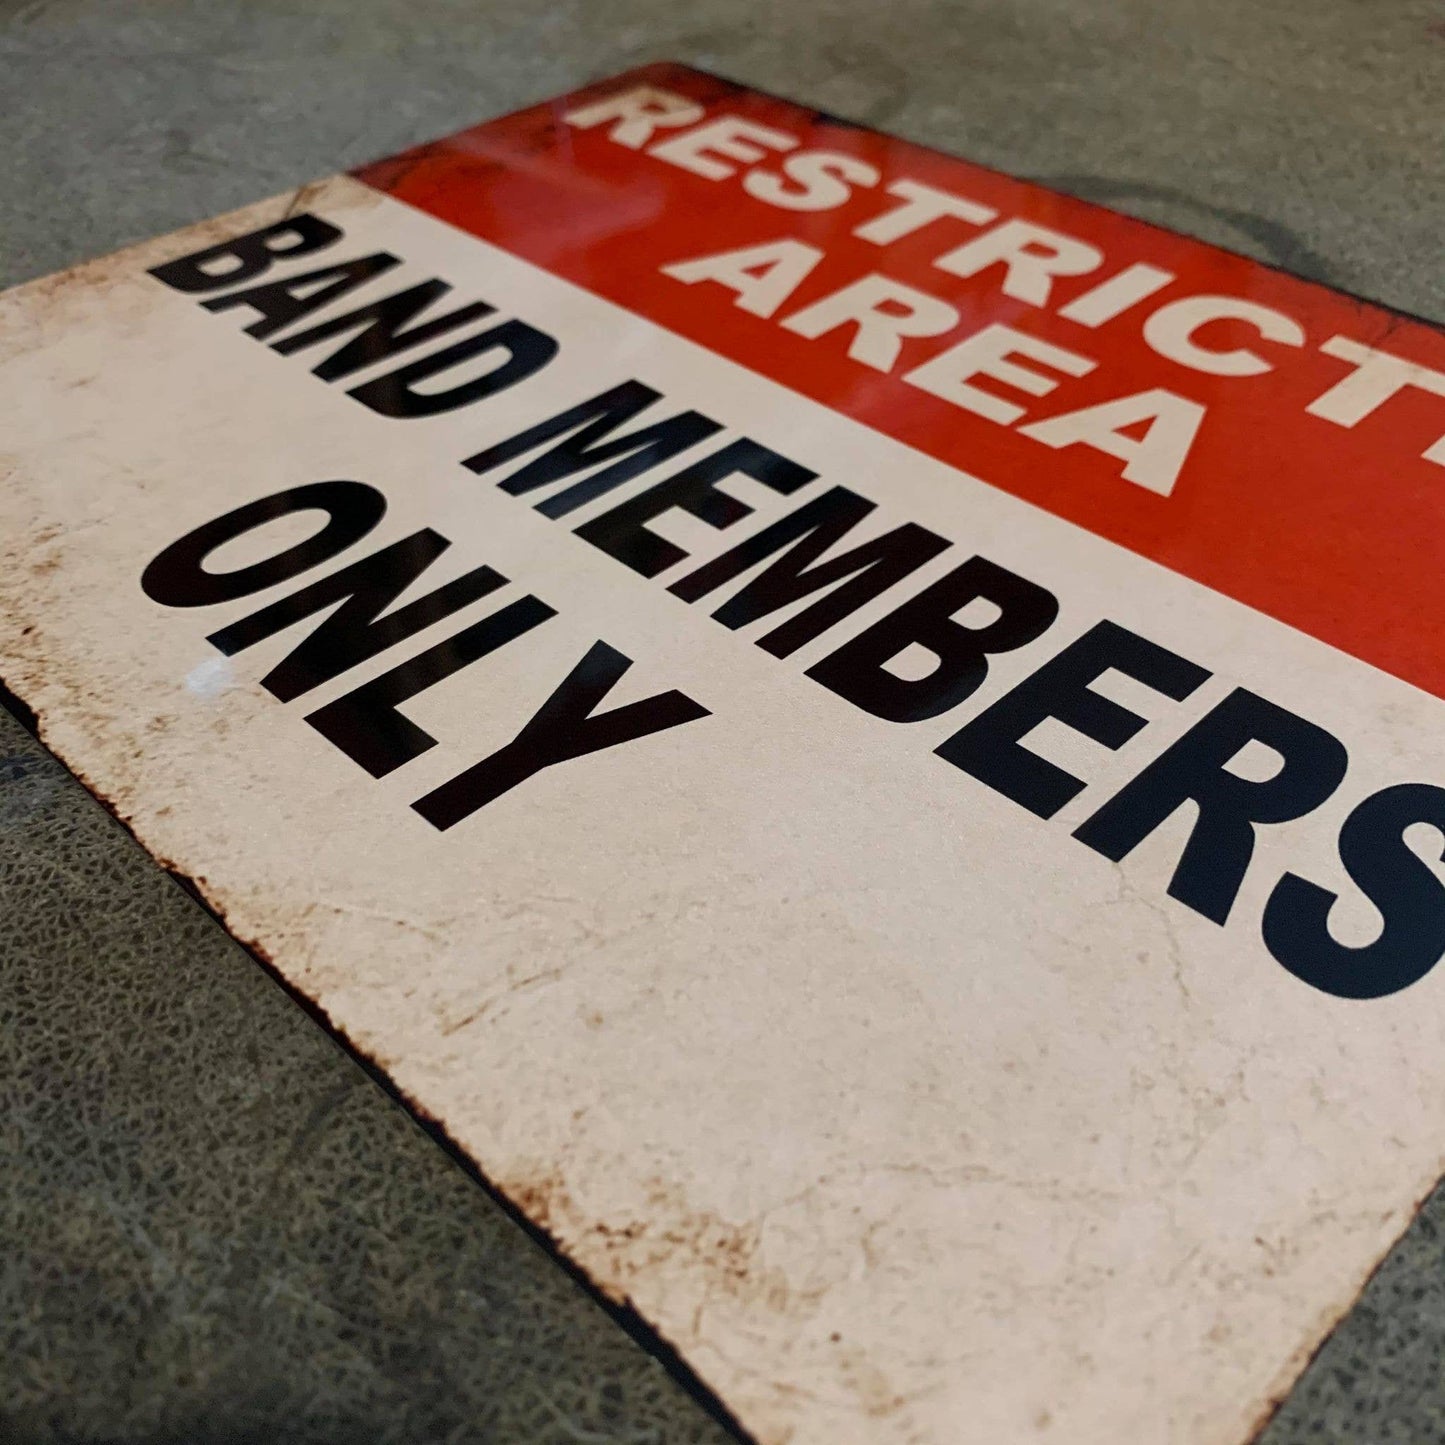 RESTRICT
AREA
BAND MEMBERS
ONLY